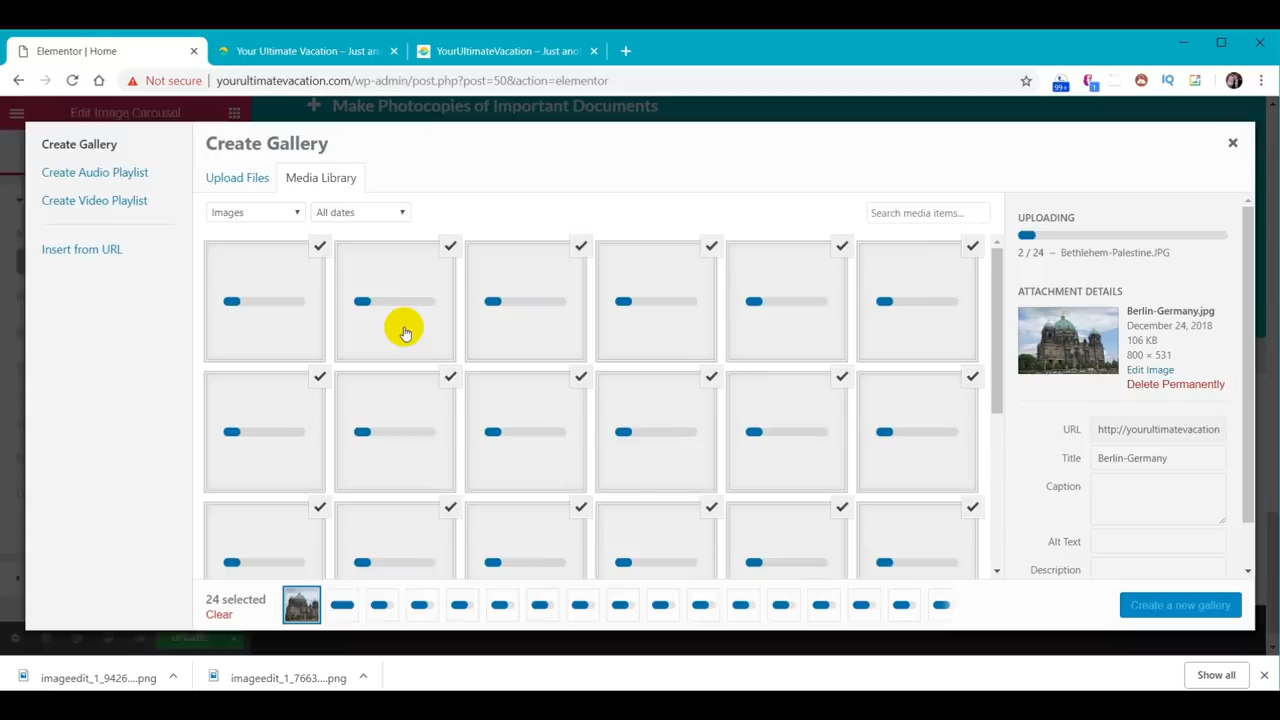 Elementor | Home
Your Ultimate Vacation – Just an
YourUltimateVacation – Just ano
Not secure
yourultimatevacation.com/wp-admin/post.php?post=50&action=elementor
99+
1
IQ
Edit Image Carousel
Make Photocopies of Important Documents
Create Gallery
Create Audio Playlist
Create Video Playlist
Insert from URL
Create Gallery
Upload Files
Media Library
Images
All dates
Search media items...
UPLOADING
2 / 24 – Bethlehem-Palestine.JPG
ATTACHMENT DETAILS
Berlin-Germany.jpg
December 24, 2018
106 KB
800 × 531
Edit Image
Delete Permanently
URL
http://yourultimatevacation
Title
Berlin-Germany
Caption
Alt Text
Description
24 selected
Clear
Create a new gallery
imageedit_1_9426....png
imageedit_1_7663....png
Show all